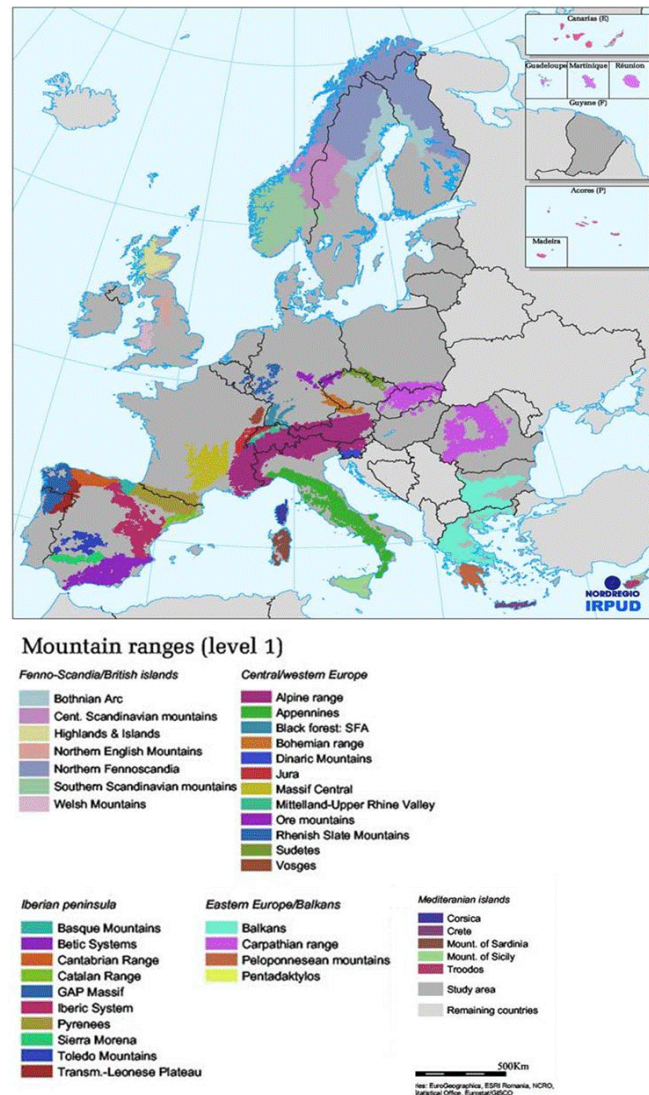 Canarias (E)
Guadeloupe
Martinique
Réunion
Guyane (F)
Acores (P)
Madeira
NORDREGIO
IRPUD
Mountain ranges (level 1)
Fenno-Scandia/British islands
Bothnian Arc
Cent. Scandinavian mountains
Highlands & Islands
Northern English Mountains
Northern Fennoscandia
Southern Scandinavian mountains
Welsh Mountains
Central/western Europe
Alpine range
Appennines
Black forest: SFA
Bohemian range
Dinaric Mountains
Jura
Massif Central
Mittelland-Upper Rhine Valley
Ore mountains
Rhenish Slate Mountains
Sudetes
Vosges
Iberian peninsula
Basque Mountains
Betic Systems
Cantabrian Range
Catalan Range
GAP Massif
Iberic System
Pyrenees
Sierra Morena
Toledo Mountains
Transm.-Leonese Plateau
Eastern Europe/Balkans
Balkans
Carpathian range
Peloponnesean mountains
Pentadaktylos
Mediteranian islands
Corsica
Crete
Mount. of Sardinia
Mount. of Sicily
Troodos
Study area
Remaining countries
500Km
ries: EuroGeographics, ESRI Romania, NCRO,
Statistical Office, Eurostat/GISCO